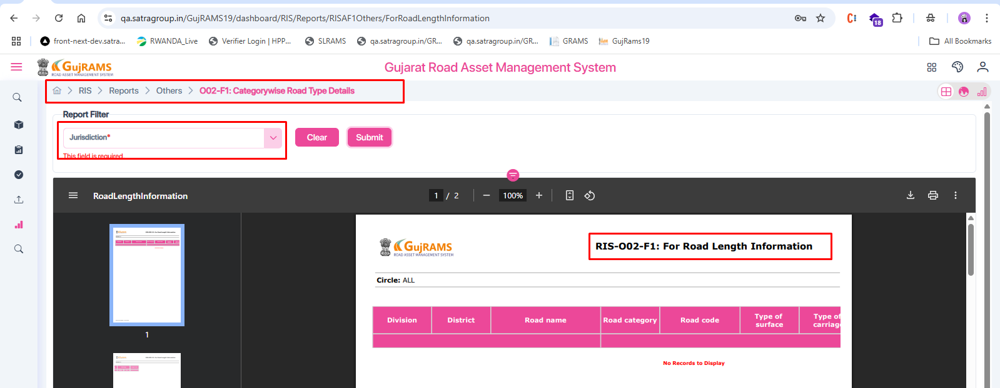 qa.satragroup.in/GujRAMS19/dashboard/RIS/Reports/RISAF1Others/ForRoadLengthInformation
18
front-next-dev.satra...
RWANDA_Live
Verifier Login | HPP...
SLRAMS
qa.satragroup.in/GR...
qa.satragroup.in/GR...
GRAMS
GujRams19
All Bookmarks
GujRAMS
ROAD ASSET MANAGEMENT SYSTEM
Gujarat Road Asset Management System
RIS > Reports > Others > O02-F1: Categorywise Road Type Details
Report Filter
Jurisdiction*
Clear
Submit
This field is required
RoadLengthInformation
1 / 2
100%
GujRAMS
ROAD ASSET MANAGEMENT SYSTEM
RIS-O02-F1: For Road Length Information
Circle: ALL
Division
District
Road name
Road category
Road code
Type of
surface
Type of
carriag
No Records to Display
1